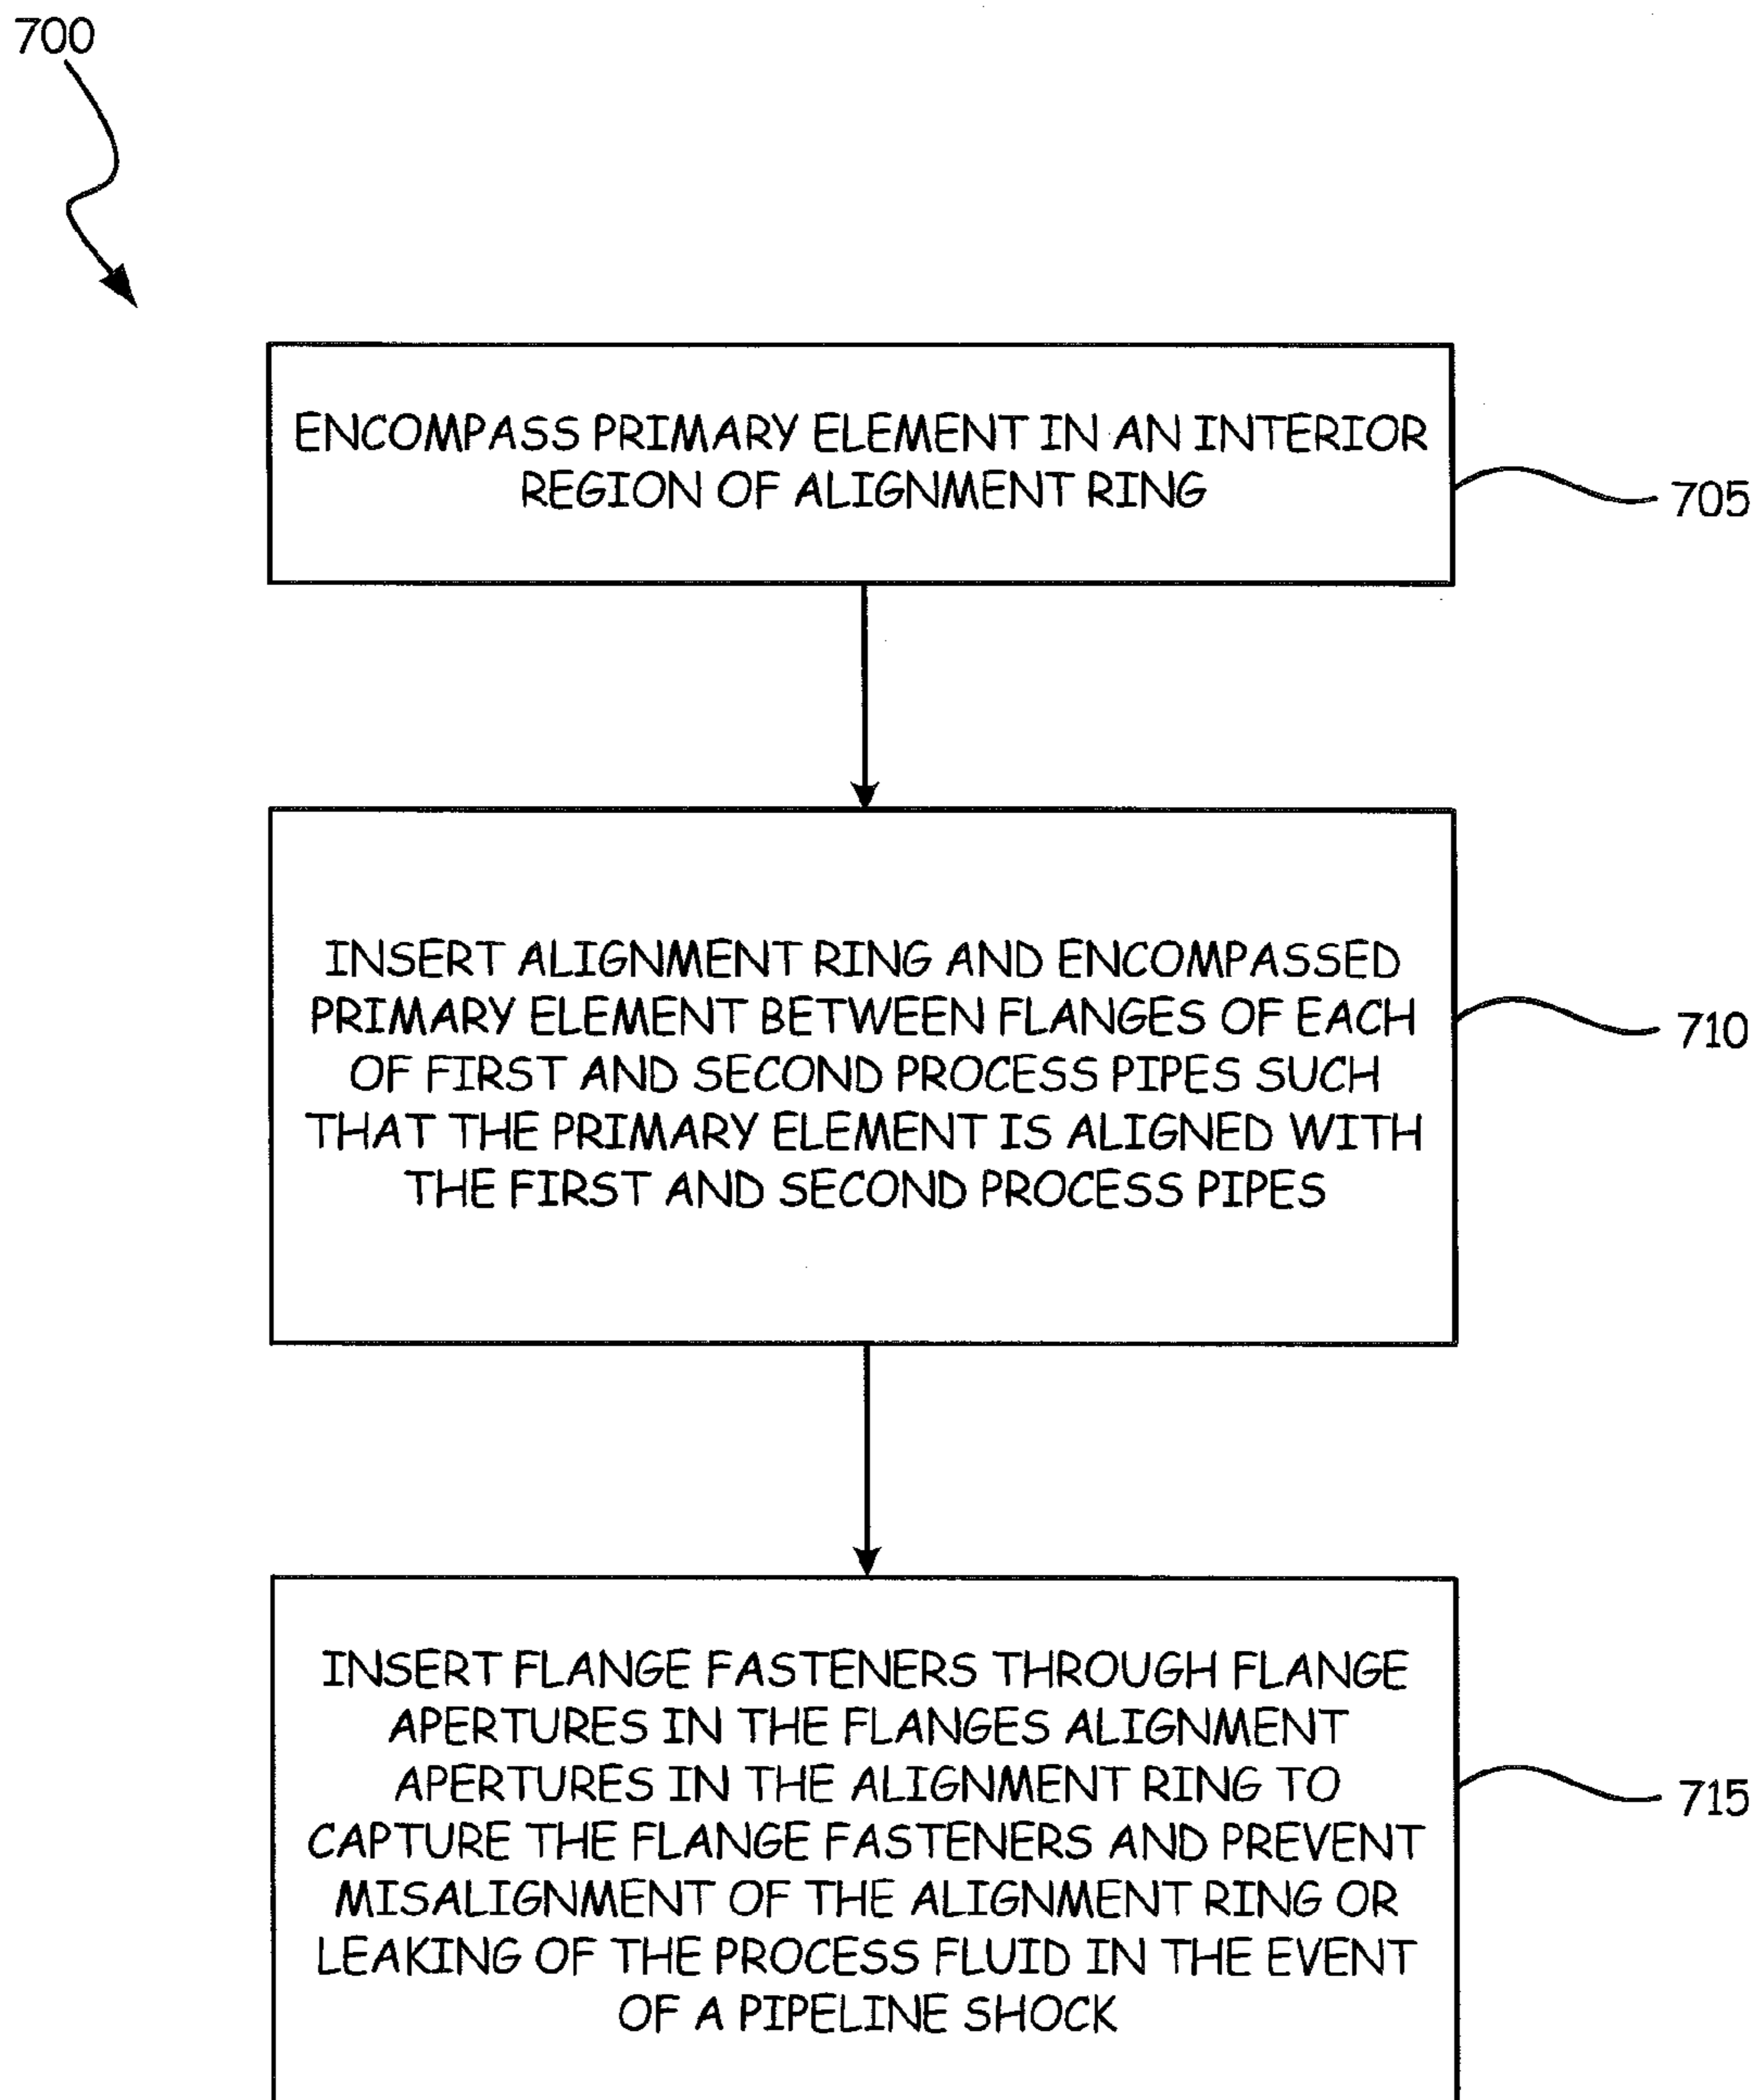 700
ENCOMPASS PRIMARY ELEMENT IN AN INTERIOR
REGION OF ALIGNMENT RING
705
INSERT ALIGNMENT RING AND ENCOMPASSED
PRIMARY ELEMENT BETWEEN FLANGES OF EACH
OF FIRST AND SECOND PROCESS PIPES SUCH
THAT THE PRIMARY ELEMENT IS ALIGNED WITH
THE FIRST AND SECOND PROCESS PIPES
710
INSERT FLANGE FASTENERS THROUGH FLANGE
APERTURES IN THE FLANGES ALIGNMENT
APERTURES IN THE ALIGNMENT RING TO
CAPTURE THE FLANGE FASTENERS AND PREVENT
MISALIGNMENT OF THE ALIGNMENT RING OR
LEAKING OF THE PROCESS FLUID IN THE EVENT
OF A PIPELINE SHOCK
715